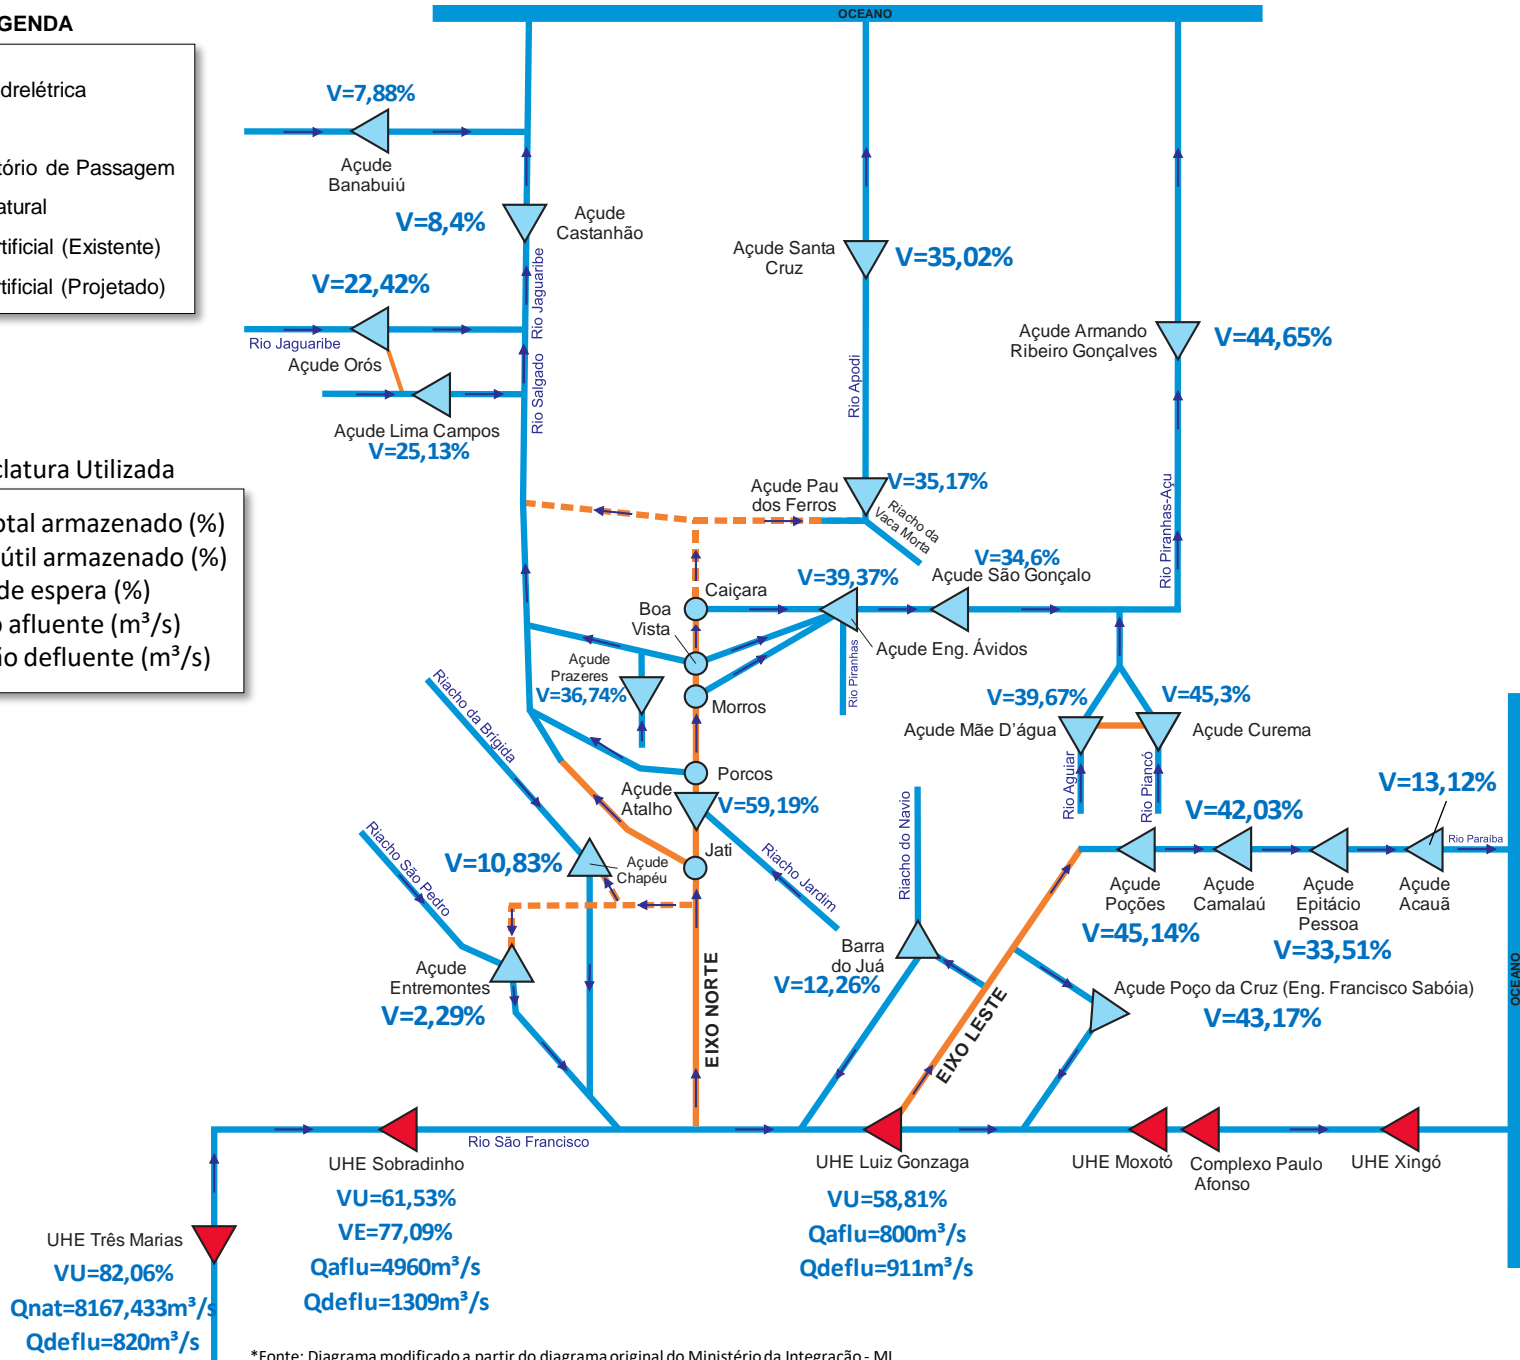 OCEANO
GENDA
drelétrica
tório de Passagem
atural
rtificial (Existente)
rtificial (Projetado)
V=7,88%
Açude
Banabuiú
V=8,4%
Açude
Castanhão
Rio Jaguaribe
Açude Santa
Cruz
V=35,02%
V=22,42%
Rio Jaguaribe
Açude Orós
Açude Armando
Ribeiro Gonçalves
V=44,65%
Rio Salgado
Rio Apodi
Açude Lima Campos
V=25,13%
clatura Utilizada
otal armazenado (%)
útil armazenado (%)
de espera (%)
o afluente (m³/s)
ão defluente (m³/s)
Açude Pau
dos Ferros
V=35,17%
Riacho da
Vaca Morta
Rio Piranhas-Açu
V=34,6%
Açude São Gonçalo
V=39,37%
Caiçara
Boa
Vista
Açude Eng. Ávidos
Rio Piranhas
Açude
Prazeres
V=36,74%
Morros
Riacho da Brígida
V=39,67%
Açude Mãe D'água
V=45,3%
Açude Curema
Rio Aguiar
Rio Piancó
Porcos
Açude
Atalho
V=59,19%
Riacho São Pedro
V=10,83%
Açude
Chapéu
Jati
Riacho Jardim
Riacho do Navio
V=13,12%
V=42,03%
Rio Paraiba
Açude
Poções
V=45,14%
Açude
Camalaú
Açude
Epitácio
Pessoa
V=33,51%
Açude
Acauã
Açude
Entremontes
V=2,29%
EIXO NORTE
Barra
do Juá
V=12,26%
EIXO LESTE
Açude Poço da Cruz (Eng. Francisco Sabóia)
V=43,17%
OCEANO
Rio São Francisco
UHE Sobradinho
VU=61,53%
VE=77,09%
Qaflu=4960m³/s
Qdeflu=1309m³/s
UHE Luiz Gonzaga
VU=58,81%
Qaflu=800m³/s
Qdeflu=911m³/s
UHE Moxotó
Complexo Paulo
Afonso
UHE Xingó
UHE Três Marias
VU=82,06%
Qnat=8167,433m³/s
Qdeflu=820m³/s
*Fonte: Diagrama modificado a partir do diagrama original do Ministério da Integração - MI